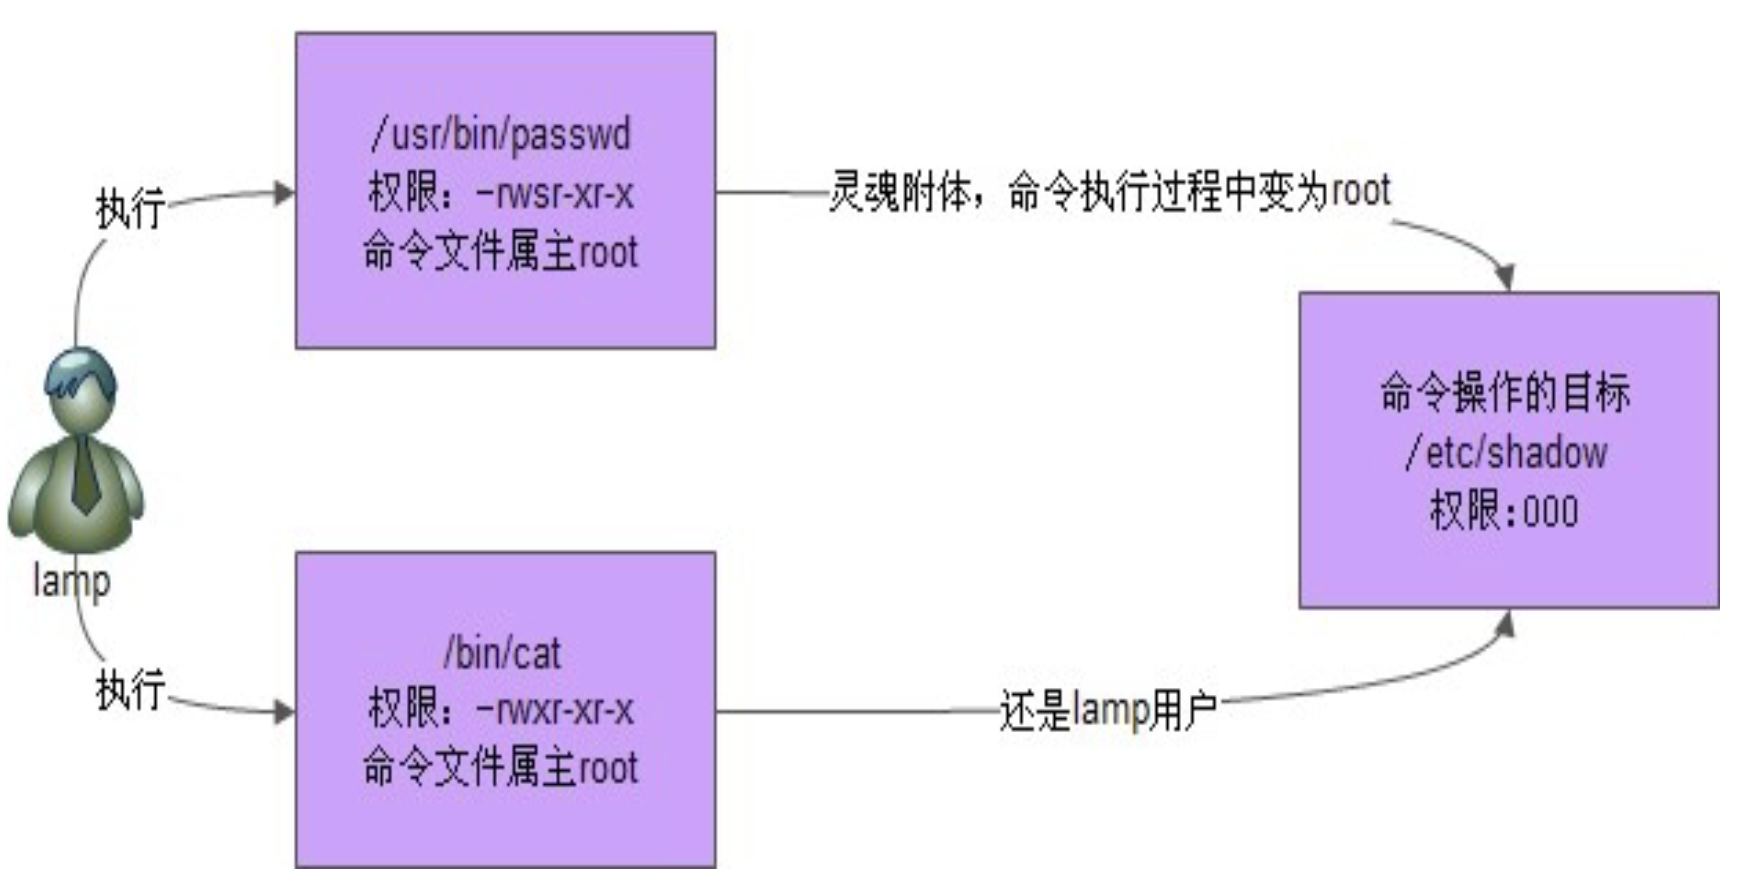 /usr/bin/passwd
权限：-rwsr-xr-x
命令文件属主root
执行
灵魂附体，命令执行过程中变为root
命令操作的目标
/etc/shadow
权限:000
lamp
执行
/bin/cat
权限：-rwxr-xr-x
命令文件属主root
还是lamp用户